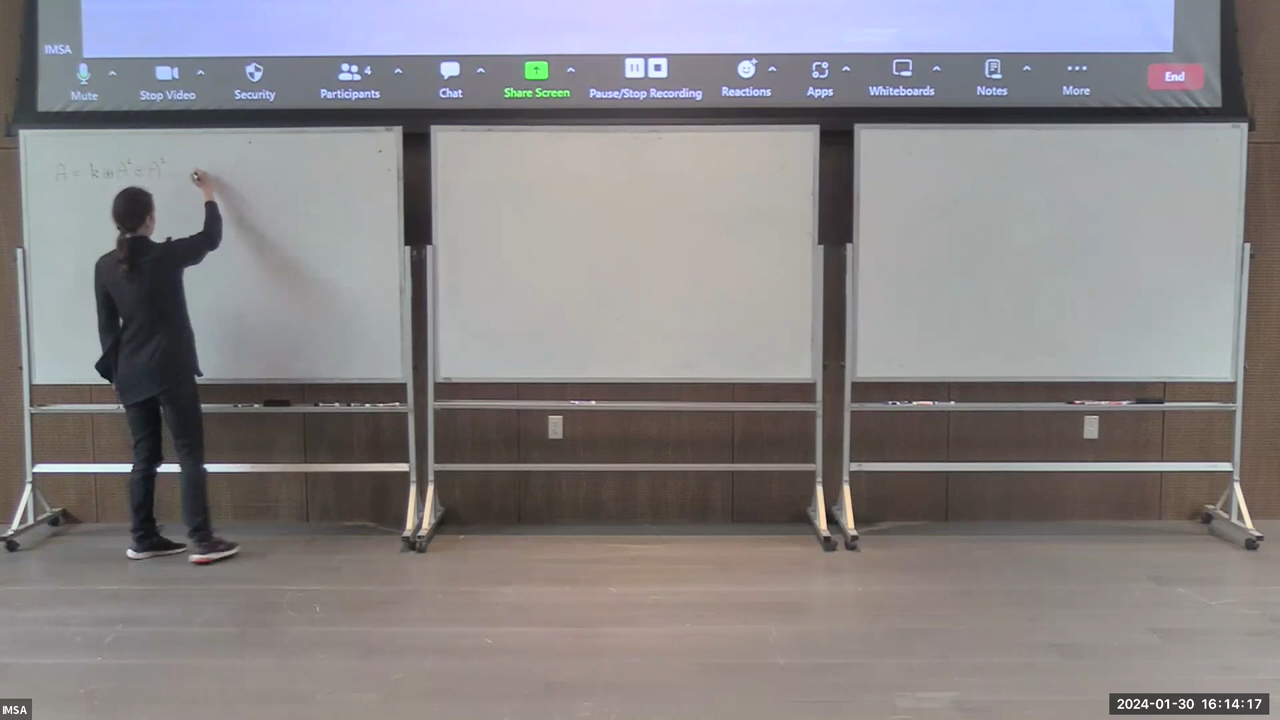 IMSA
Mute
Stop Video
Security
Participants
4
Chat
Share Screen
Pause/Stop Recording
Reactions
Apps
Whiteboards
Notes
More
End
IMSA
2024-01-30 16:14:17